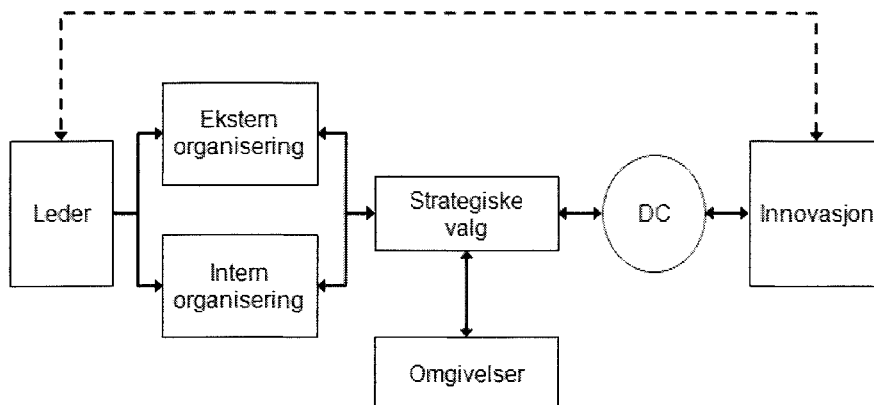 Ekstern
organisering
Leder
Strategiske
valg
DC
Innovasjon
Intern
organisering
Omgivelser